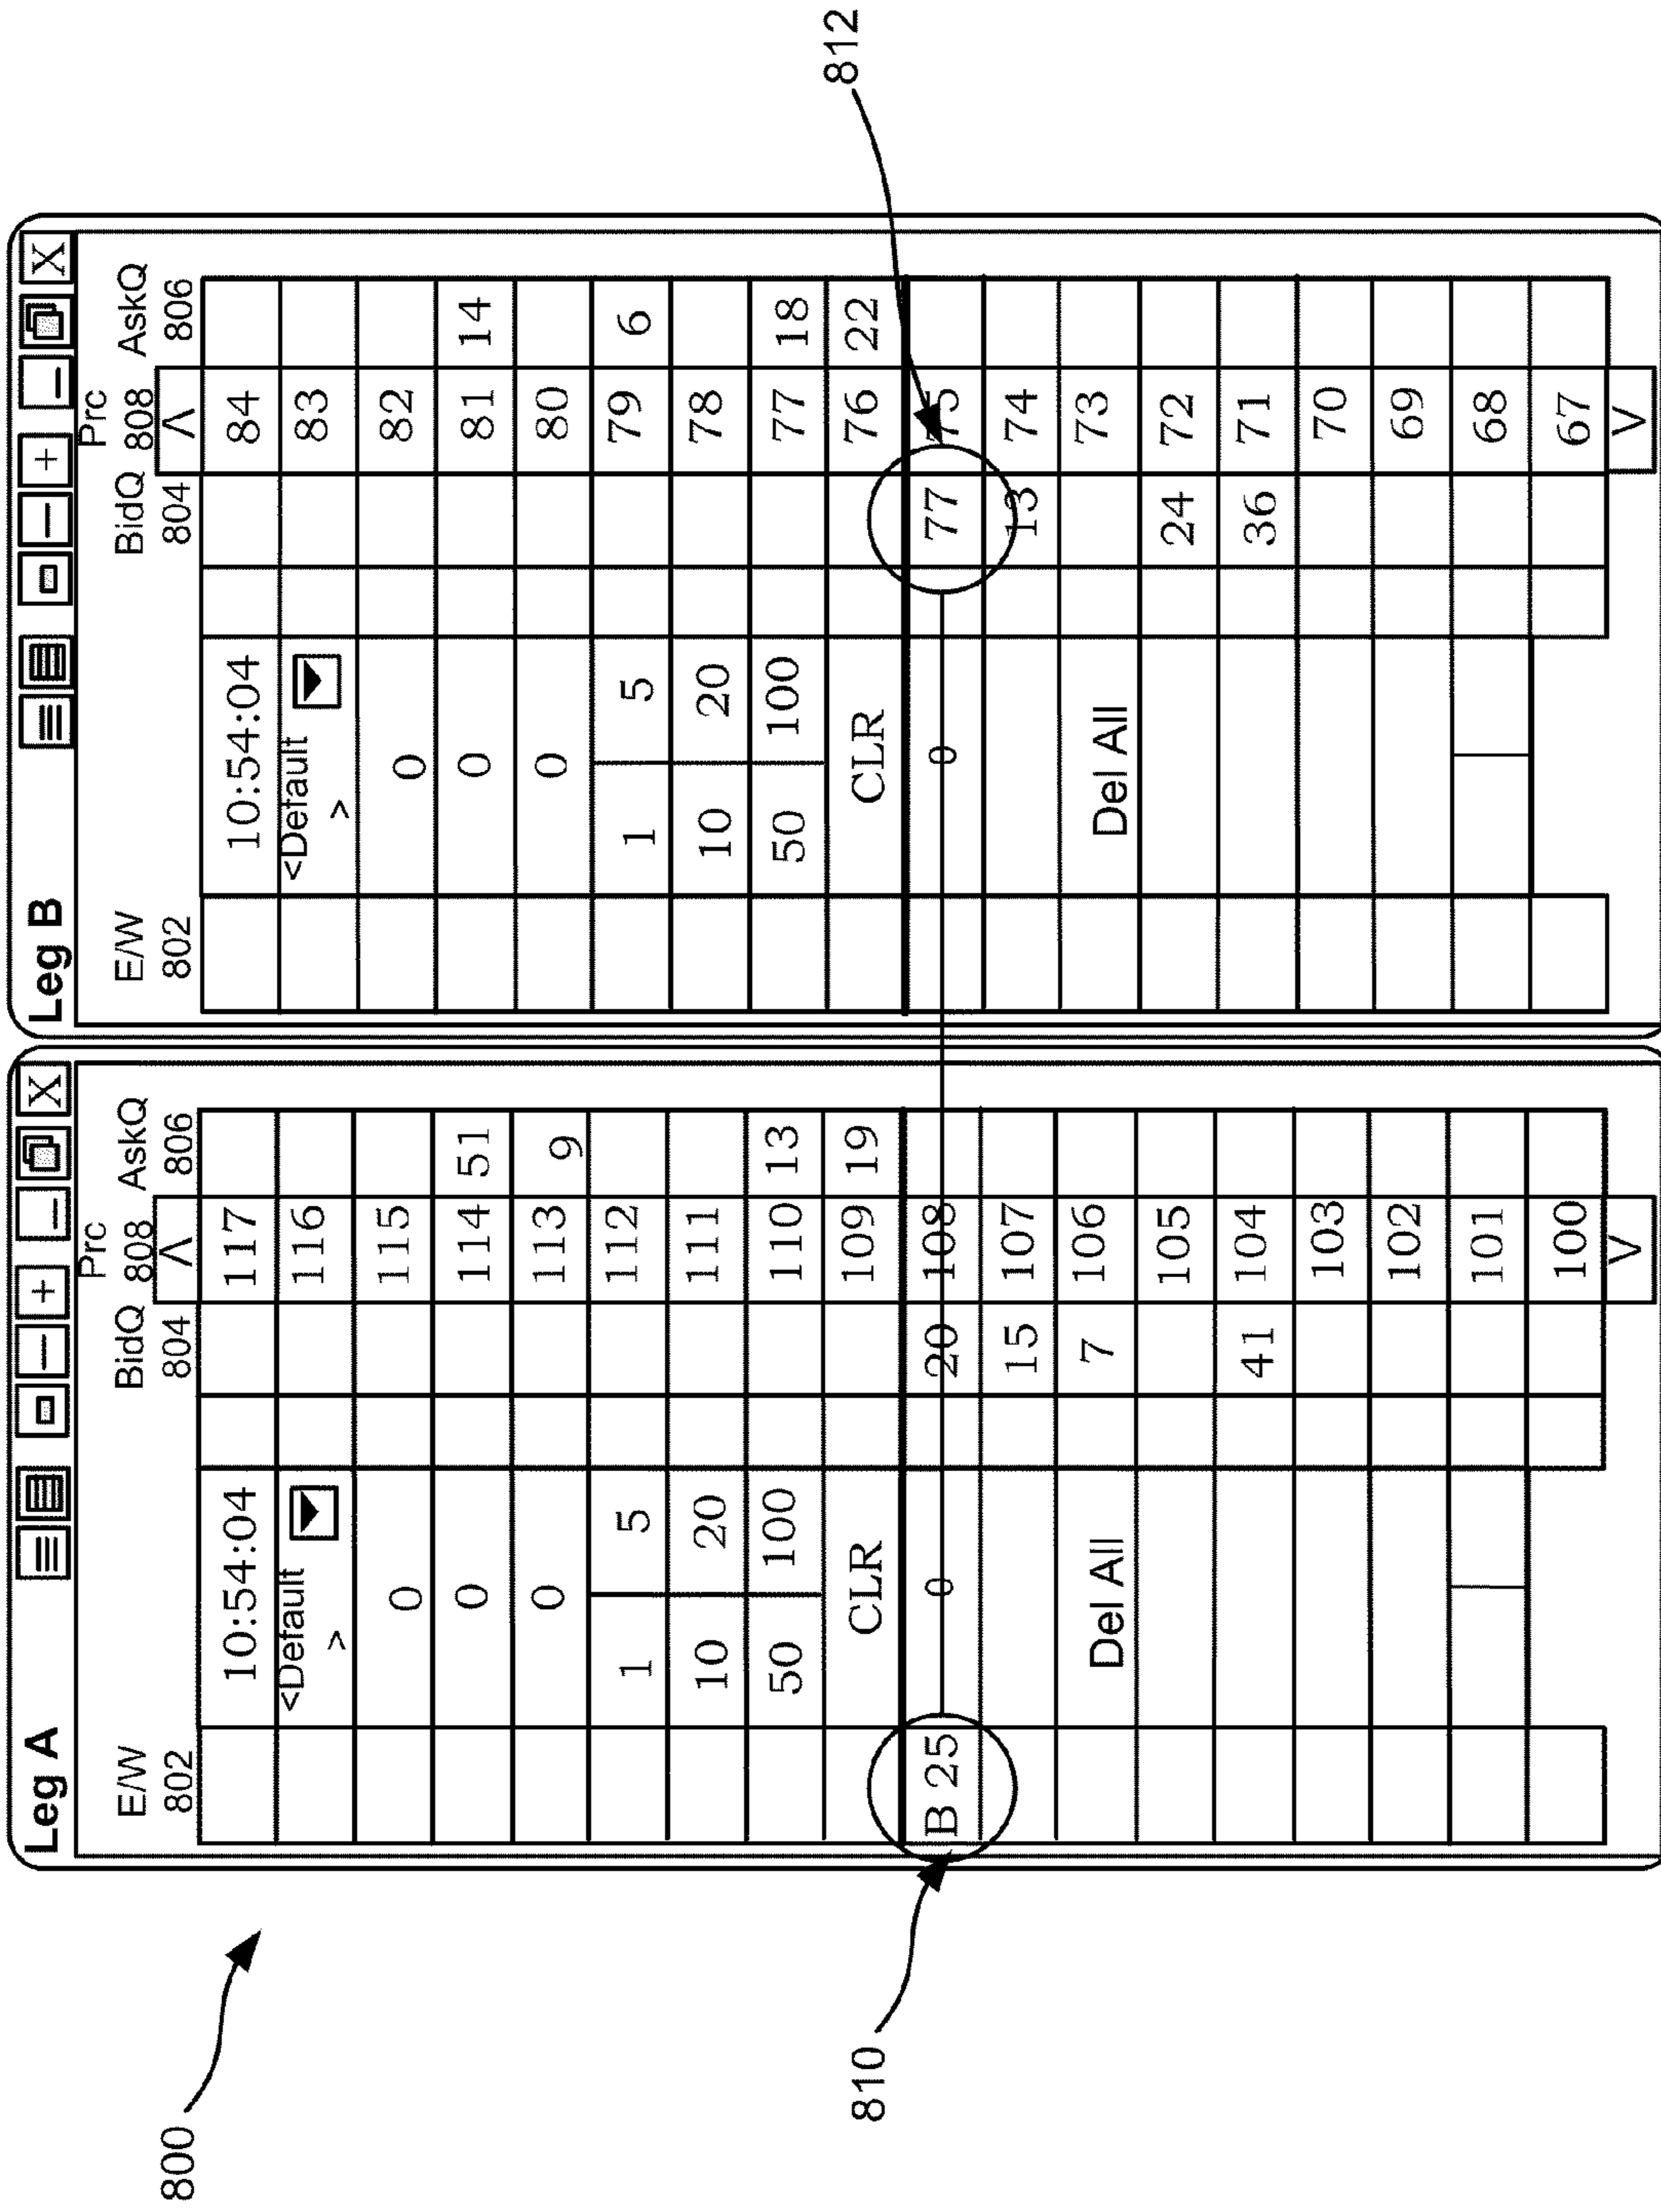 800
Leg A + X
Prc
E/W BidQ AskQ
802 804 808 806
10:54:04 117
<Default 116
>
0 115
0 114 51
0 113 9
1 5 112
10 20 111
50 100 110 13
CLR 109 19
B 25 0 20 108
15 107
Del All 7 106
105
41 104
103
102
101
100
810
Leg B + X
Prc
E/W BidQ AskQ
802 804 808 806
10:54:04 84
<Default 83
>
0 82
0 81 14
0 80
1 5 79 6
10 20 78
50 100 77 18
CLR 76 22
0 77 75
13 74
Del All 73
24 72
36 71
70
69
68
67
812